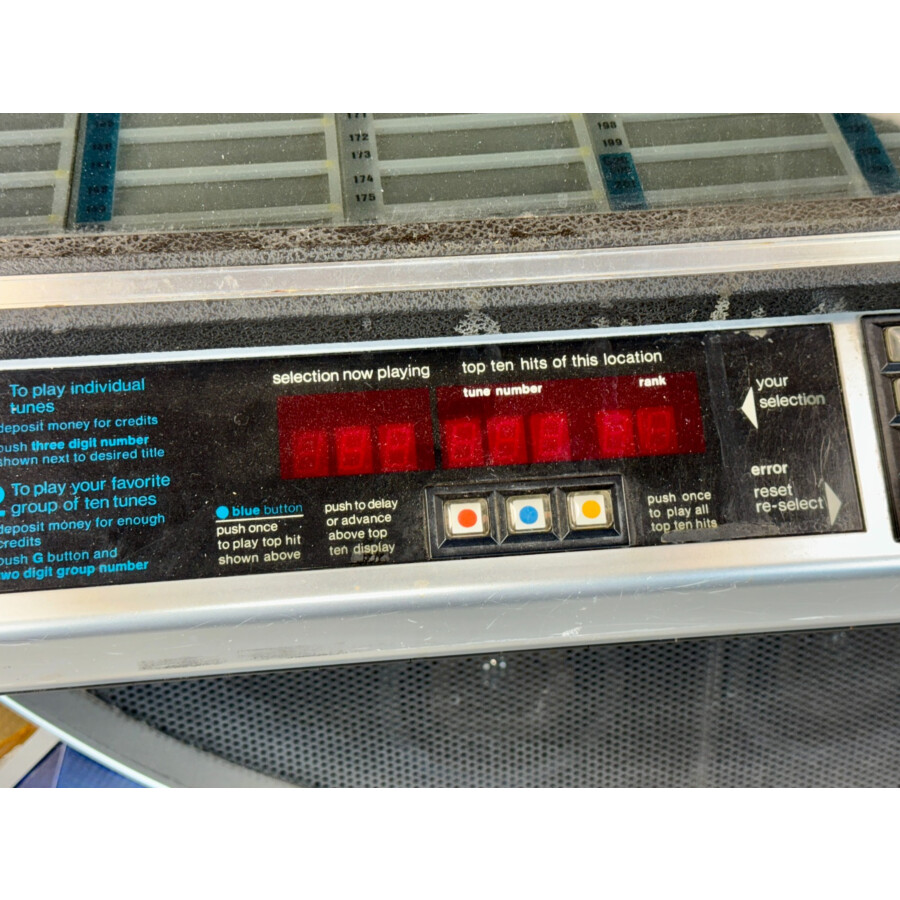 172
173
174
175
198
199
To play individual
tunes
deposit money for credits
push three digit number
shown next to desired title
2 To play your favorite
group of ten tunes
deposit money for enough
credits
push G button and
two digit group number
selection now playing
top ten hits of this location
tune number
rank
blue button
push once
to play top hit
shown above
push to delay
or advance
above top
ten display
push once
to play all
top ten hits
your
selection
error
reset
re-select